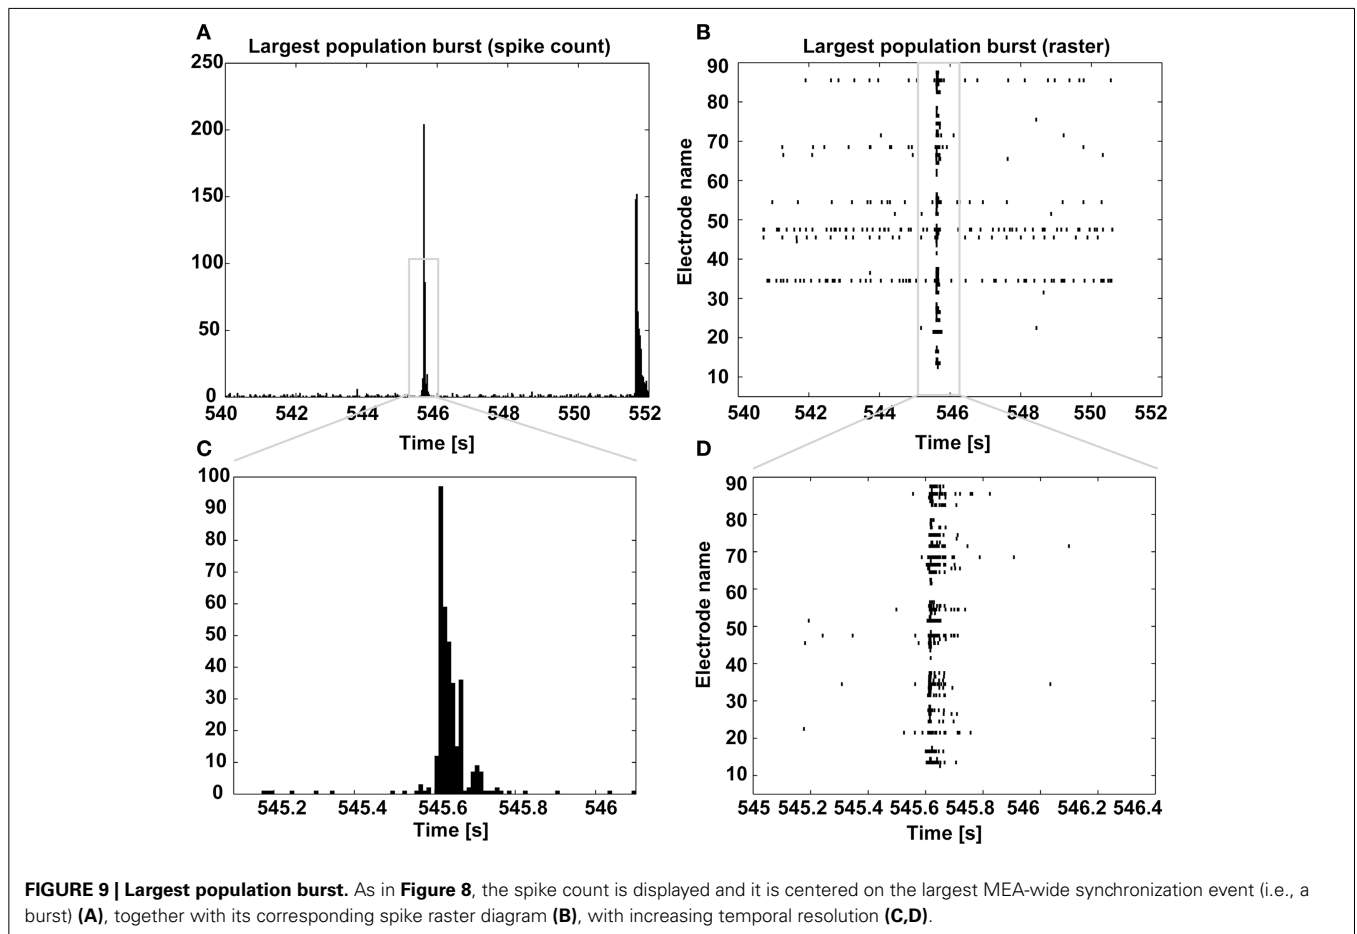 A
Largest population burst (spike count)
250
200
150
100
50
0
540 542 544 546 548 550 552
Time [s]
B
Largest population burst (raster)
Electrode name
90
80
70
60
50
40
30
20
10
540 542 544 546 548 550 552
Time [s]
C
100
90
80
70
60
50
40
30
20
10
0
545.2 545.4 545.6 545.8 546
Time [s]
D
Electrode name
90
80
70
60
50
40
30
20
10
545 545.2 545.4 545.6 545.8 546 546.2 546.4
Time [s]
FIGURE 9 | Largest population burst. As in Figure 8, the spike count is displayed and it is centered on the largest MEA-wide synchronization event (i.e., a
burst) (A), together with its corresponding spike raster diagram (B), with increasing temporal resolution (C,D).